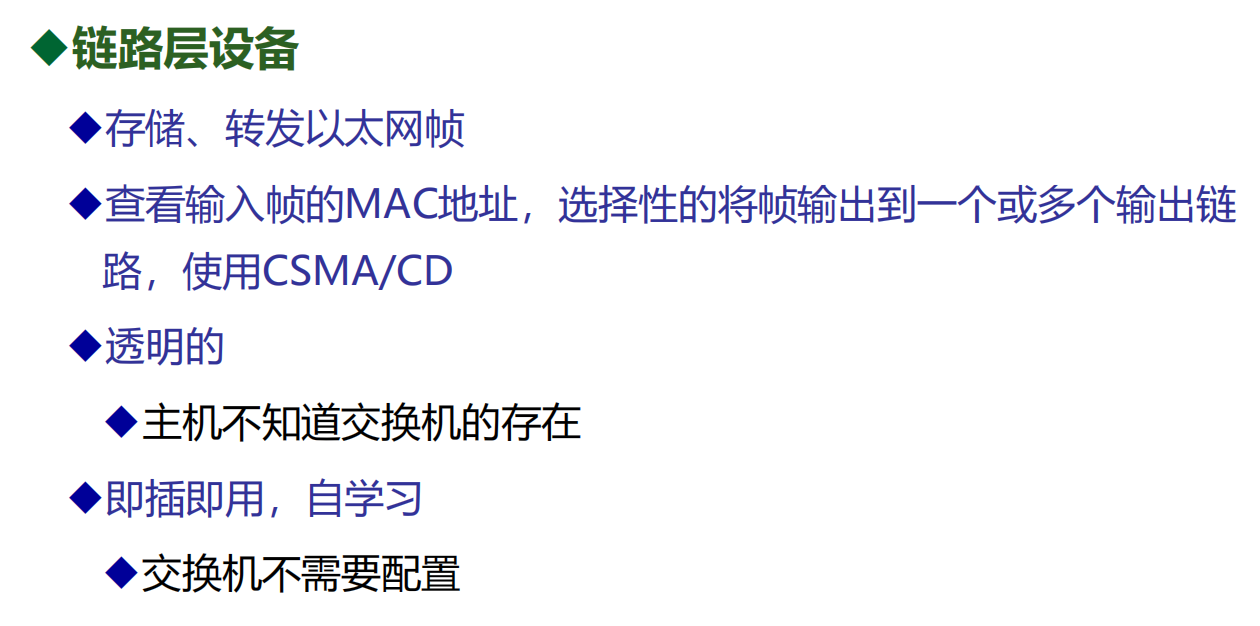 ◆链路层设备
◆存储、转发以太网帧
◆查看输入帧的MAC地址，选择性的将帧输出到一个或多个输出链
路，使用CSMA/CD
◆透明的
◆主机不知道交换机的存在
◆即插即用，自学习
◆交换机不需要配置